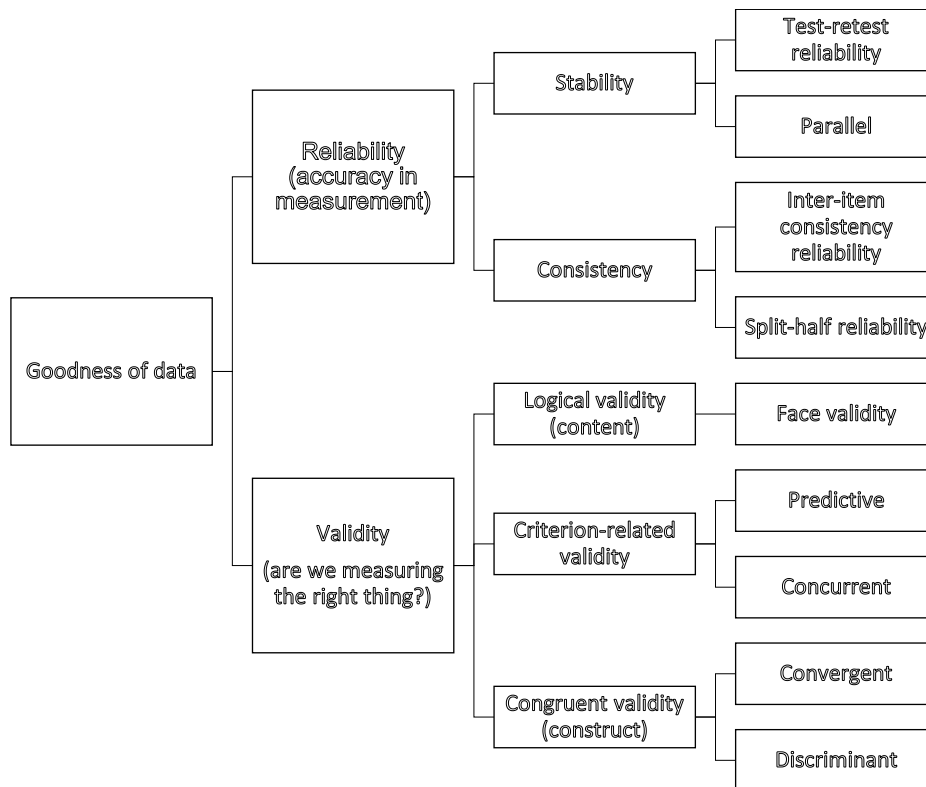 Goodness of data
Reliability
(accuracy in
measurement)
Stability
Test-retest
reliability
Parallel
Consistency
Inter-item
consistency
reliability
Split-half reliability
Validity
(are we measuring
the right thing?)
Logical validity
(content)
Face validity
Criterion-related
validity
Predictive
Concurrent
Congruent validity
(construct)
Convergent
Discriminant